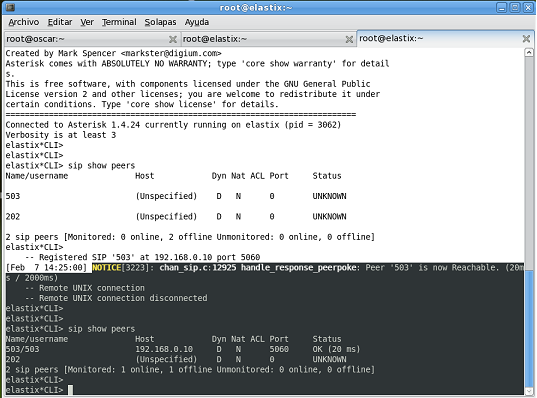 root@elastix:~
Archivo Editar Ver Terminal Solapas Ayuda
root@oscar:~ root@elastix:~ root@elastix:~
Created by Mark Spencer <markster@digium.com>
Asterisk comes with ABSOLUTELY NO WARRANTY; type 'core show warranty' for detail
s.
This is free software, with components licensed under the GNU General Public
License version 2 and other licenses; you are welcome to redistribute it under
certain conditions. Type 'core show license' for details.
=========================================================================
Connected to Asterisk 1.4.24 currently running on elastix (pid = 3062)
Verbosity is at least 3
elastix*CLI>
elastix*CLI>
elastix*CLI> sip show peers
Name/username Host Dyn Nat ACL Port Status
503 (Unspecified) D N 0 UNKNOWN
202 (Unspecified) D N 0 UNKNOWN
2 sip peers [Monitored: 0 online, 2 offline Unmonitored: 0 online, 0 offline]
elastix*CLI>
-- Registered SIP '503' at 192.168.0.10 port 5060
[Feb 7 14:25:00] NOTICE[3223]: chan_sip.c:12925 handle_response_peerpoke: Peer '503' is now Reachable. (20m
s / 2000ms)
-- Remote UNIX connection
-- Remote UNIX connection disconnected
elastix*CLI>
elastix*CLI>
elastix*CLI> sip show peers
Name/username Host Dyn Nat ACL Port Status
503/503 192.168.0.10 D N 5060 OK (20 ms)
202 (Unspecified) D N 0 UNKNOWN
2 sip peers [Monitored: 1 online, 1 offline Unmonitored: 0 online, 0 offline]
elastix*CLI>
elastix*CLI>